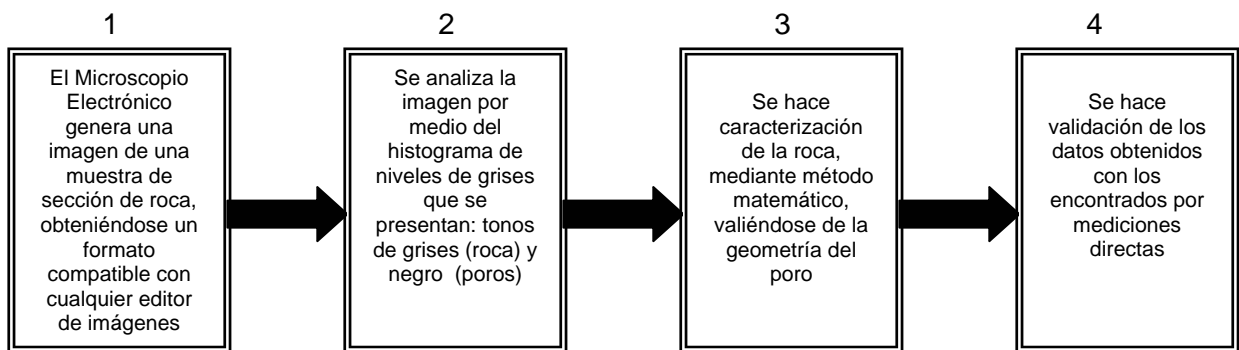 1
El Microscopio
Electrónico
genera una
imagen de una
muestra de
sección de roca,
obteniéndose un
formato
compatible con
cualquier editor
de imágenes
2
Se analiza la
imagen por
medio del
histograma de
niveles de grises
que se
presentan: tonos
de grises (roca) y
negro (poros)
3
Se hace
caracterización
de la roca,
mediante método
matemático,
valiéndose de la
geometría del
poro
4
Se hace
validación de los
datos obtenidos
con los
encontrados por
mediciones
directas